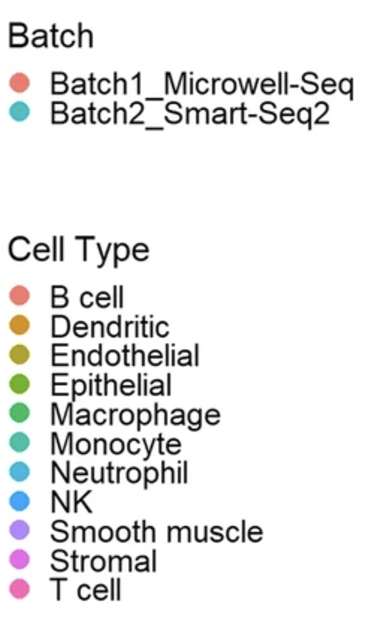 Batch
Batch1_Microwell-Seq
Batch2_Smart-Seq2
Cell Type
B cell
Dendritic
Endothelial
Epithelial
Macrophage
Monocyte
Neutrophil
NK
Smooth muscle
Stromal
T cell